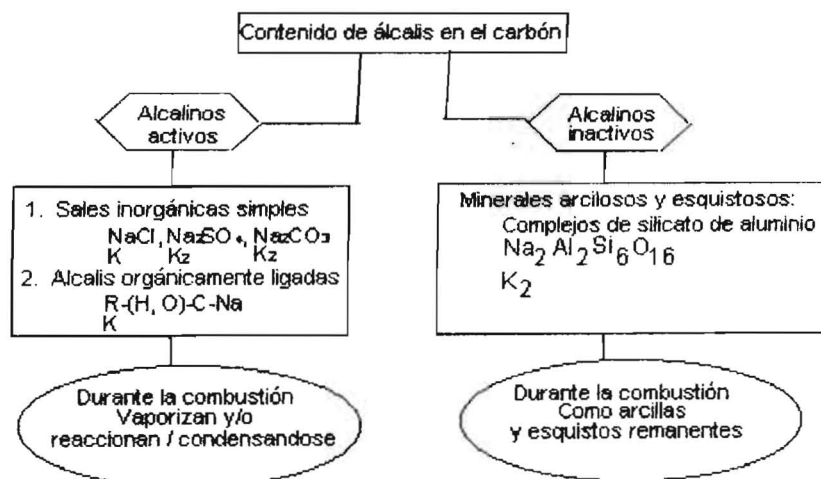 Contenido de álcalis en el carbón
Alcalinos
activos
1. Sales inorgánicas simples
NaCl, Na₂SO₄, Na₂CO₃
K K₂ K₂
2. Alcalis orgánicamente ligadas
R-(H, O)-C-Na
K
Durante la combustión
Vaporizan y/o
reaccionan / condensandose
Alcalinos
inactivos
Minerales arcilosos y esquistosos:
Complejos de silicato de aluminio
Na₂ Al₂ Si₆ O₁₆
K₂
Durante la combustión
Como arcillas
y esquistos remanentes